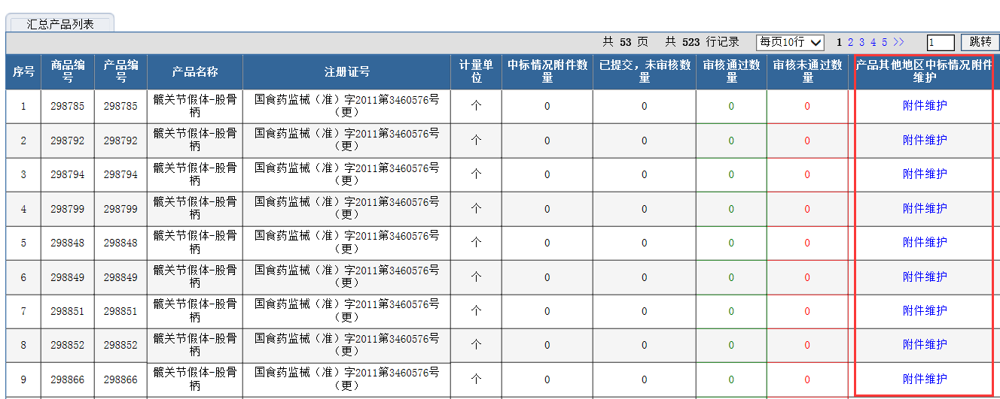 汇总产品列表
共 53 页 共 523 行记录 每页10行 1 2 3 4 5 >> 1 跳转
序号 商品编号 产品编号 产品名称 注册证号 计量单位 中标情况附件数量 已提交，未审核数量 审核通过数量 审核未通过数量 产品其他地区中标情况附件维护
1 298785 298785 髋关节假体-股骨柄 国食药监械（准）字2011第3460576号（更） 个 0 0 0 0 附件维护
2 298792 298792 髋关节假体-股骨柄 国食药监械（准）字2011第3460576号（更） 个 0 0 0 0 附件维护
3 298794 298794 髋关节假体-股骨柄 国食药监械（准）字2011第3460576号（更） 个 0 0 0 0 附件维护
4 298799 298799 髋关节假体-股骨柄 国食药监械（准）字2011第3460576号（更） 个 0 0 0 0 附件维护
5 298848 298848 髋关节假体-股骨柄 国食药监械（准）字2011第3460576号（更） 个 0 0 0 0 附件维护
6 298849 298849 髋关节假体-股骨柄 国食药监械（准）字2011第3460576号（更） 个 0 0 0 0 附件维护
7 298851 298851 髋关节假体-股骨柄 国食药监械（准）字2011第3460576号（更） 个 0 0 0 0 附件维护
8 298852 298852 髋关节假体-股骨柄 国食药监械（准）字2011第3460576号（更） 个 0 0 0 0 附件维护
9 298866 298866 髋关节假体-股骨柄 国食药监械（准）字2011第3460576号（更） 个 0 0 0 0 附件维护